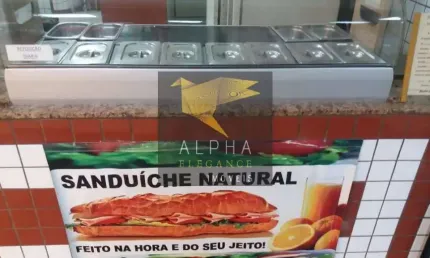 ALPHA
ELEGANCE
SANDUÍCHE NATURAL
FEITO NA HORA E DO SEU JEITO!